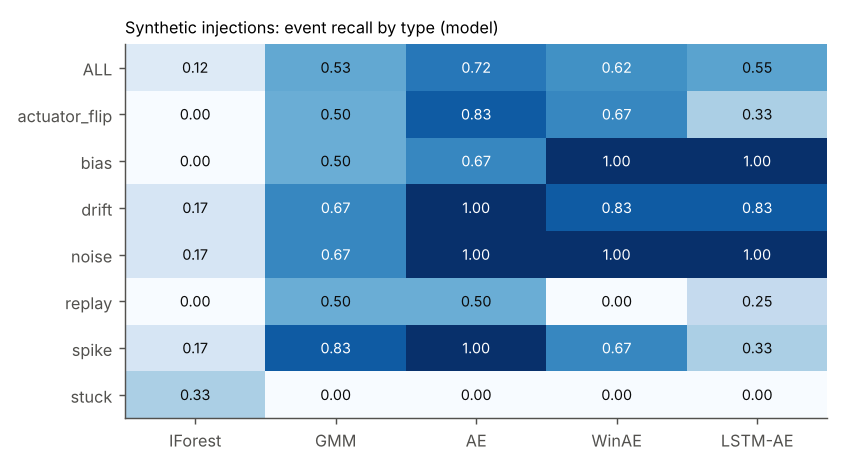 Synthetic injections: event recall by type (model)
ALL 0.12 0.53 0.72 0.62 0.55
actuator_flip 0.00 0.50 0.83 0.67 0.33
bias 0.00 0.50 0.67 1.00 1.00
drift 0.17 0.67 1.00 0.83 0.83
noise 0.17 0.67 1.00 1.00 1.00
replay 0.00 0.50 0.50 0.00 0.25
spike 0.17 0.83 1.00 0.67 0.33
stuck 0.33 0.00 0.00 0.00 0.00
IForest GMM AE WinAE LSTM-AE